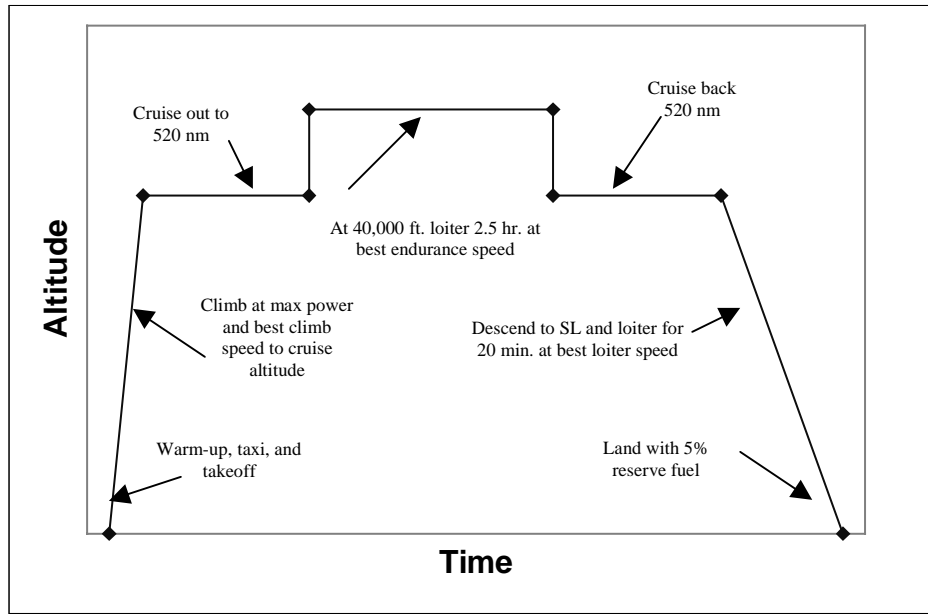 Cruise out to
520 nm
Cruise back
520 nm
At 40,000 ft. loiter 2.5 hr. at
best endurance speed
Climb at max power
and best climb
speed to cruise
altitude
Descend to SL and loiter for
20 min. at best loiter speed
Warm-up, taxi, and
takeoff
Land with 5%
reserve fuel
Altitude
Time